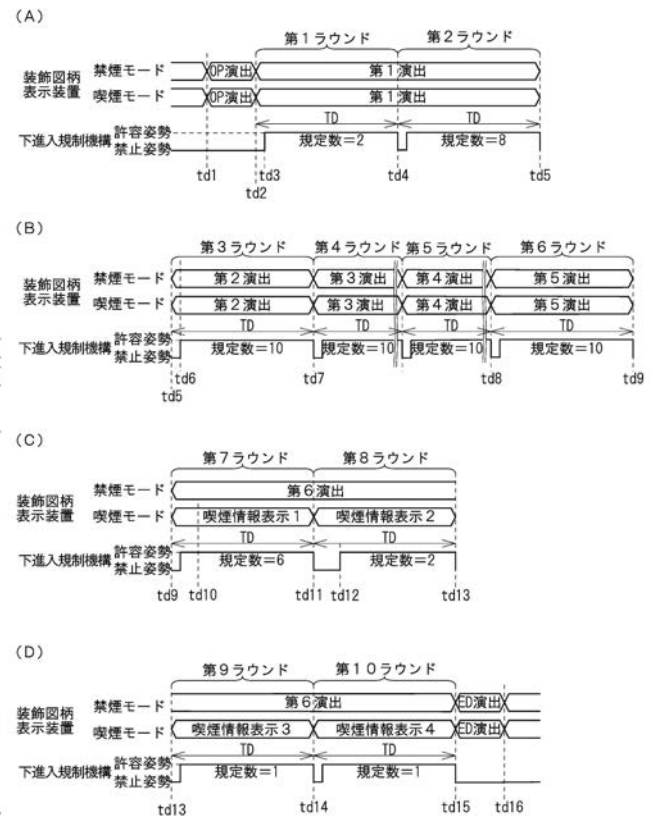 (A)
第1ラウンド 第2ラウンド
装飾図柄表示装置 禁煙モード OP演出 第1演出
喫煙モード OP演出 第1演出
TD TD
下進入規制機構 許容姿勢 規定数=2 規定数=8
禁止姿勢
td1 td2 td3 td4 td5
(B)
第3ラウンド 第4ラウンド 第5ラウンド 第6ラウンド
装飾図柄表示装置 禁煙モード 第2演出 第3演出 第4演出 第5演出
喫煙モード 第2演出 第3演出 第4演出 第5演出
TD TD TD TD
下進入規制機構 許容姿勢 規定数=10 規定数=10 規定数=10 規定数=10
禁止姿勢
td5 td6 td7 td8 td9
(C)
第7ラウンド 第8ラウンド
装飾図柄表示装置 禁煙モード 第6演出
喫煙モード 喫煙情報表示1 喫煙情報表示2
TD TD
下進入規制機構 許容姿勢 規定数=6 規定数=2
禁止姿勢
td9 td10 td11 td12 td13
(D)
第9ラウンド 第10ラウンド
装飾図柄表示装置 禁煙モード 第6演出 ED演出
喫煙モード 喫煙情報表示3 喫煙情報表示4 ED演出
TD TD
下進入規制機構 許容姿勢 規定数=1 規定数=1
禁止姿勢
td13 td14 td15 td16